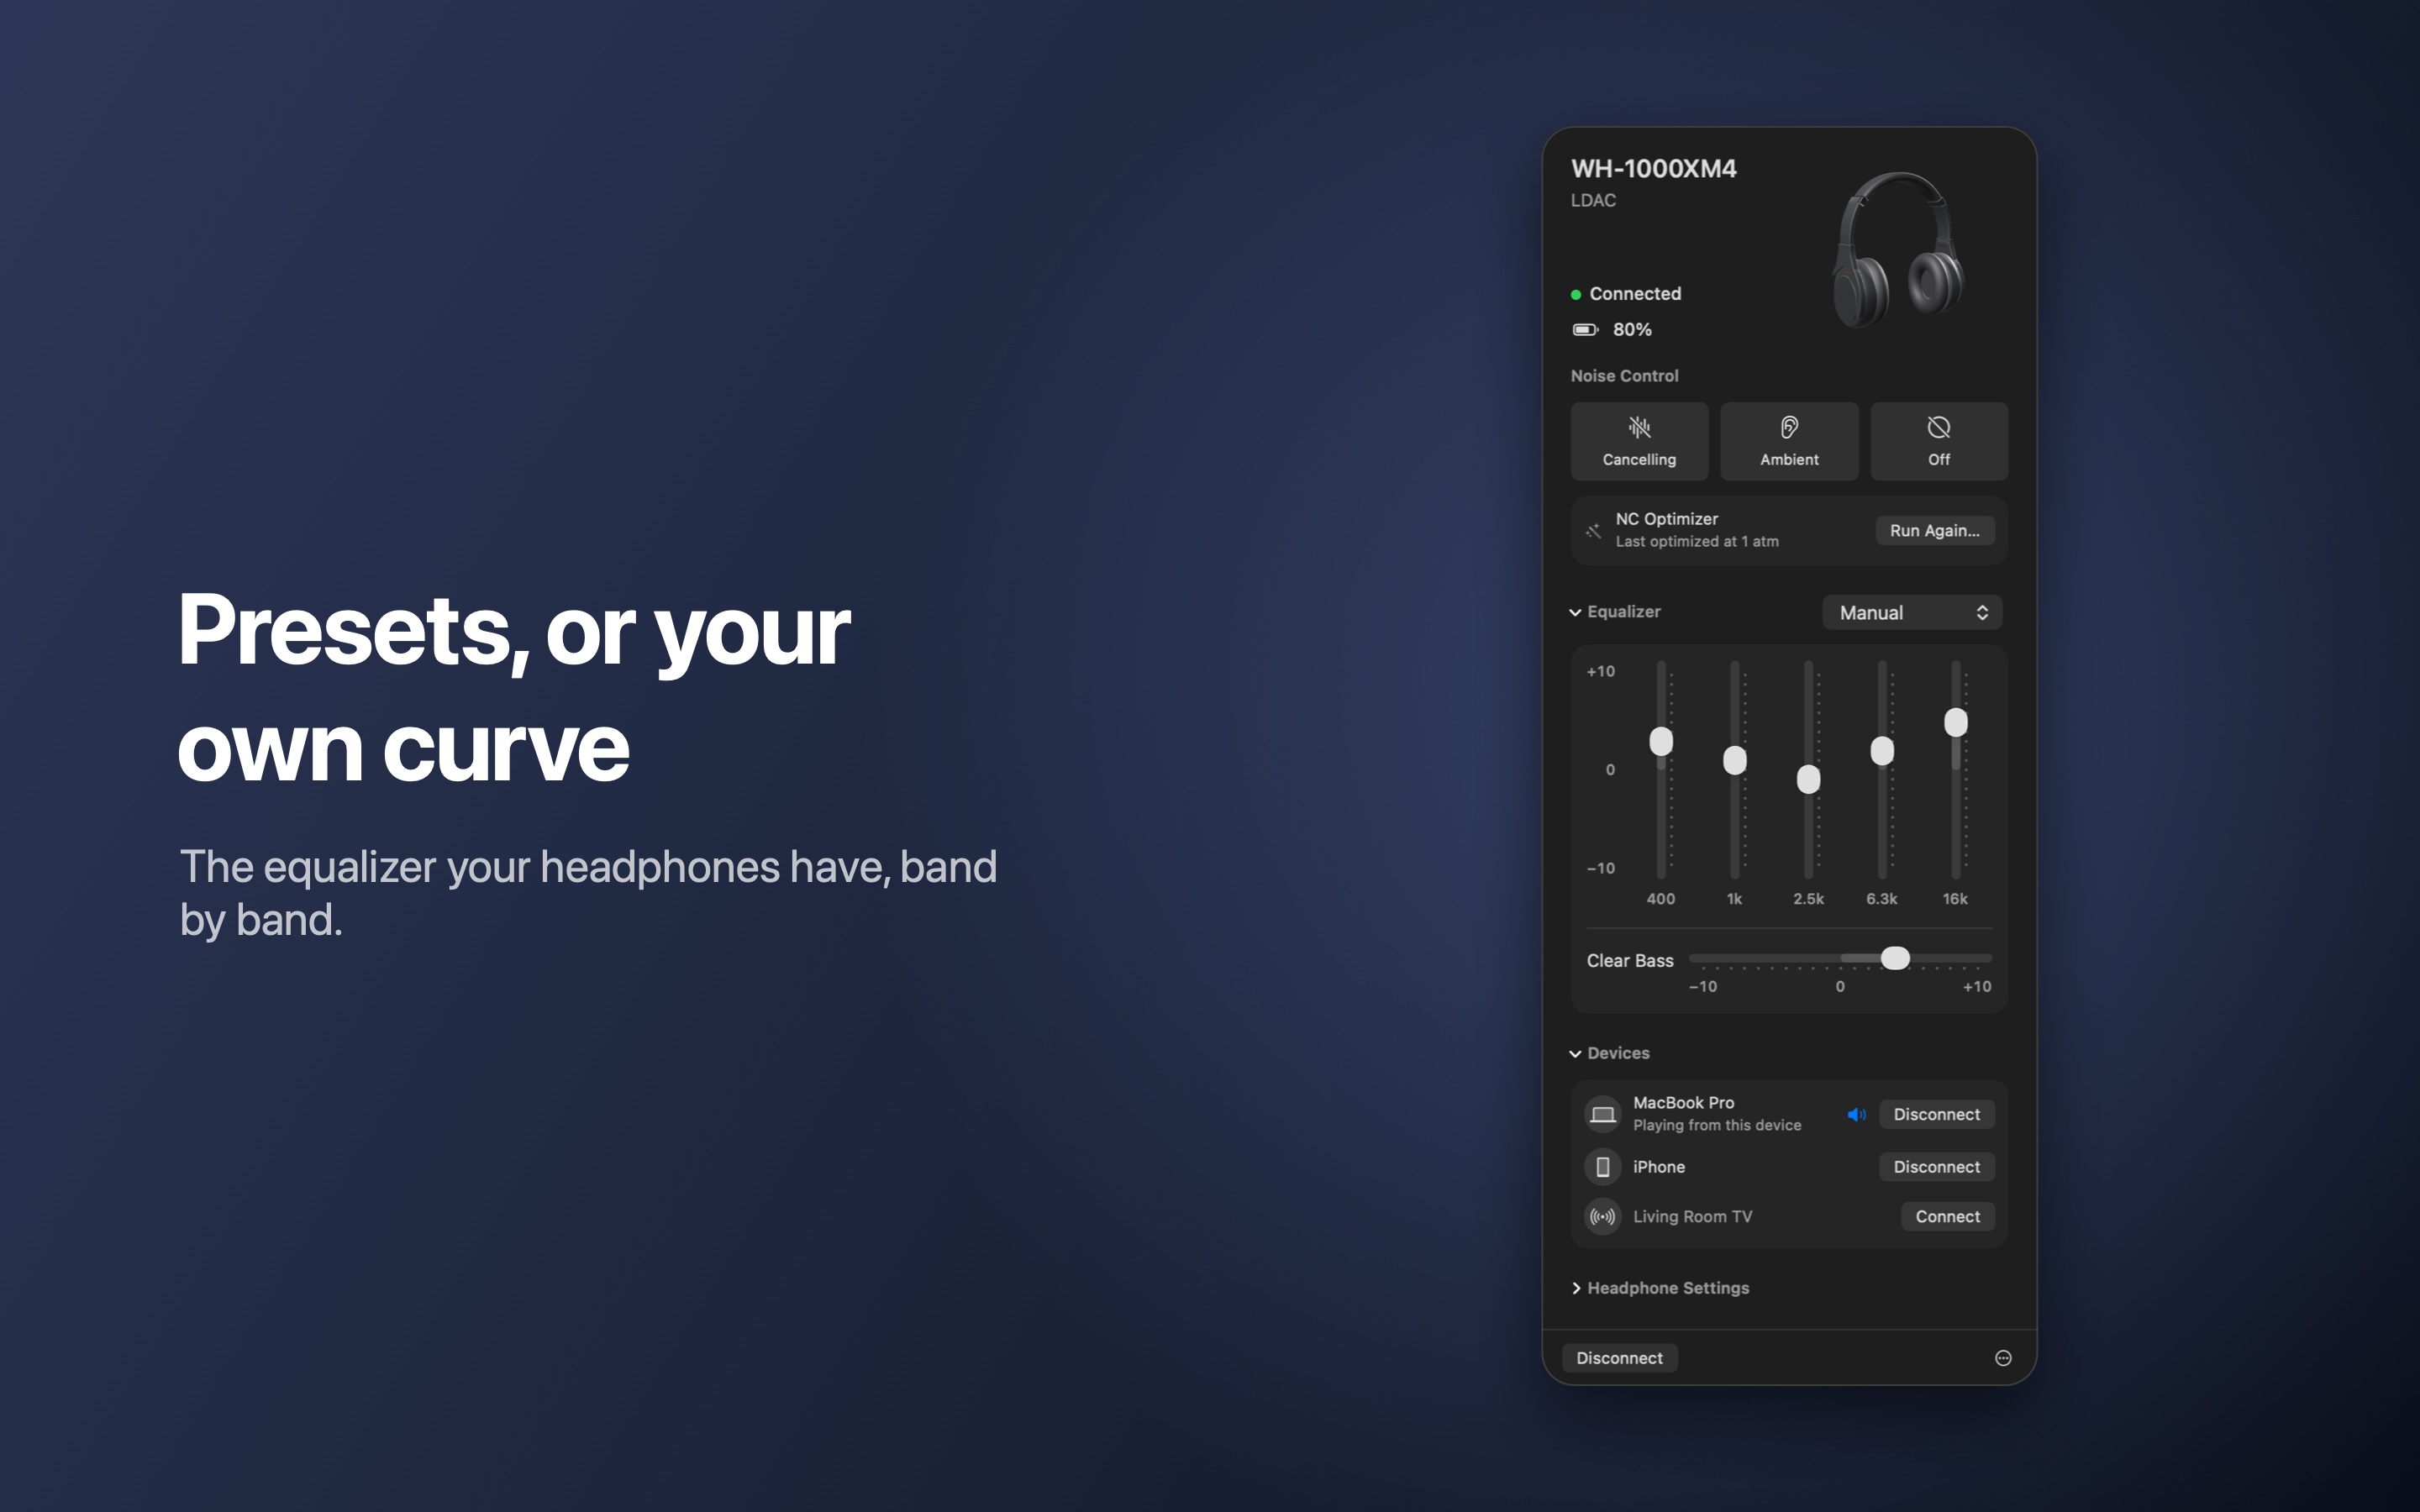 Presets, or your
own curve
The equalizer your headphones have, band
by band.
WH-1000XM4
LDAC
Connected
80%
Noise Control
Cancelling
Ambient
Off
NC Optimizer
Last optimized at 1 atm
Run Again...
Equalizer
Manual
+10
0
−10
400 1k 2.5k 6.3k 16k
Clear Bass
−10 0 +10
Devices
MacBook Pro
Playing from this device
Disconnect
iPhone
Disconnect
Living Room TV
Connect
Headphone Settings
Disconnect